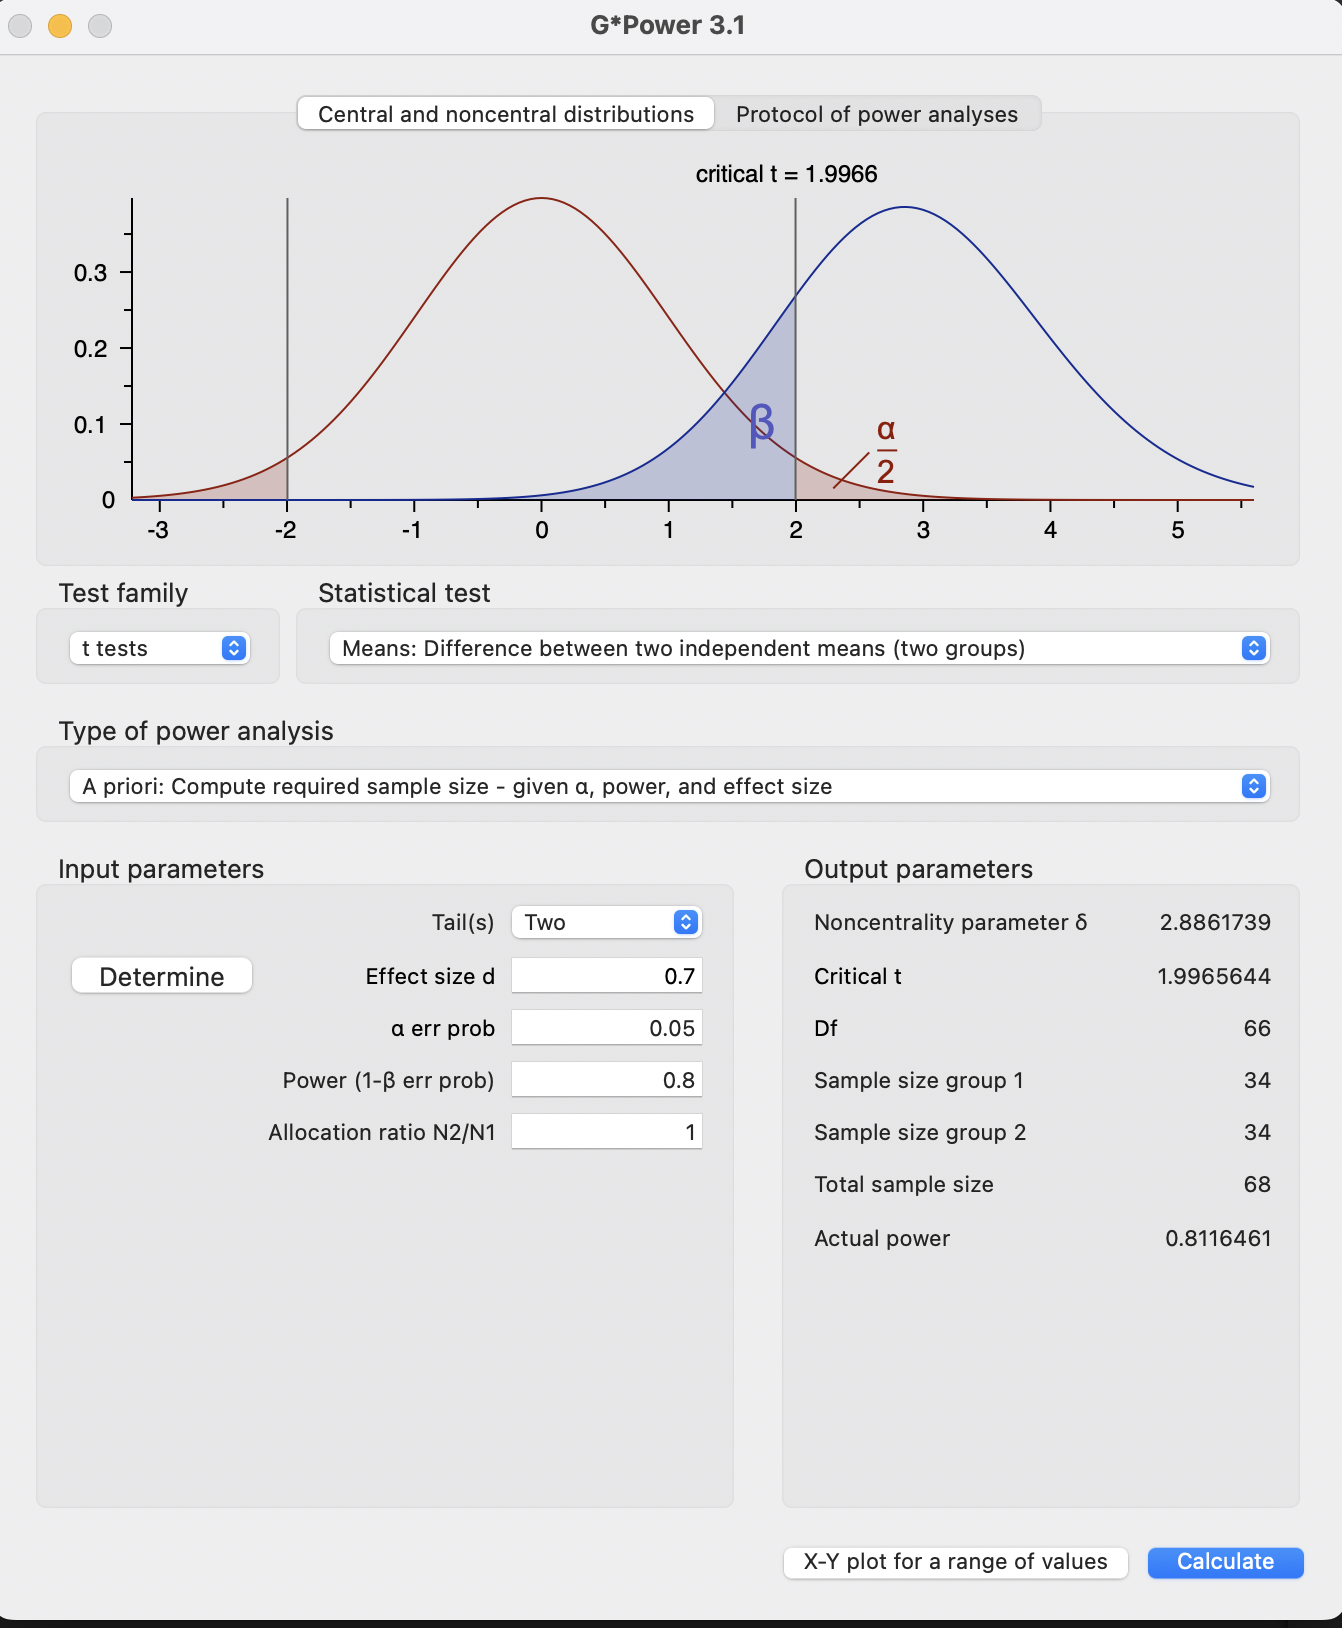 G*Power 3.1
Central and noncentral distributions
Protocol of power analyses
critical t = 1.9966
0.3
0.2
0.1
0
β
α
2
-3 -2 -1 0 1 2 3 4 5
Test family
Statistical test
t tests
Means: Difference between two independent means (two groups)
Type of power analysis
A priori: Compute required sample size - given α, power, and effect size
Input parameters
Output parameters
Tail(s) Two
Determine
Effect size d 0.7
α err prob 0.05
Power (1-β err prob) 0.8
Allocation ratio N2/N1 1
Noncentrality parameter δ 2.8861739
Critical t 1.9965644
Df 66
Sample size group 1 34
Sample size group 2 34
Total sample size 68
Actual power 0.8116461
X-Y plot for a range of values
Calculate